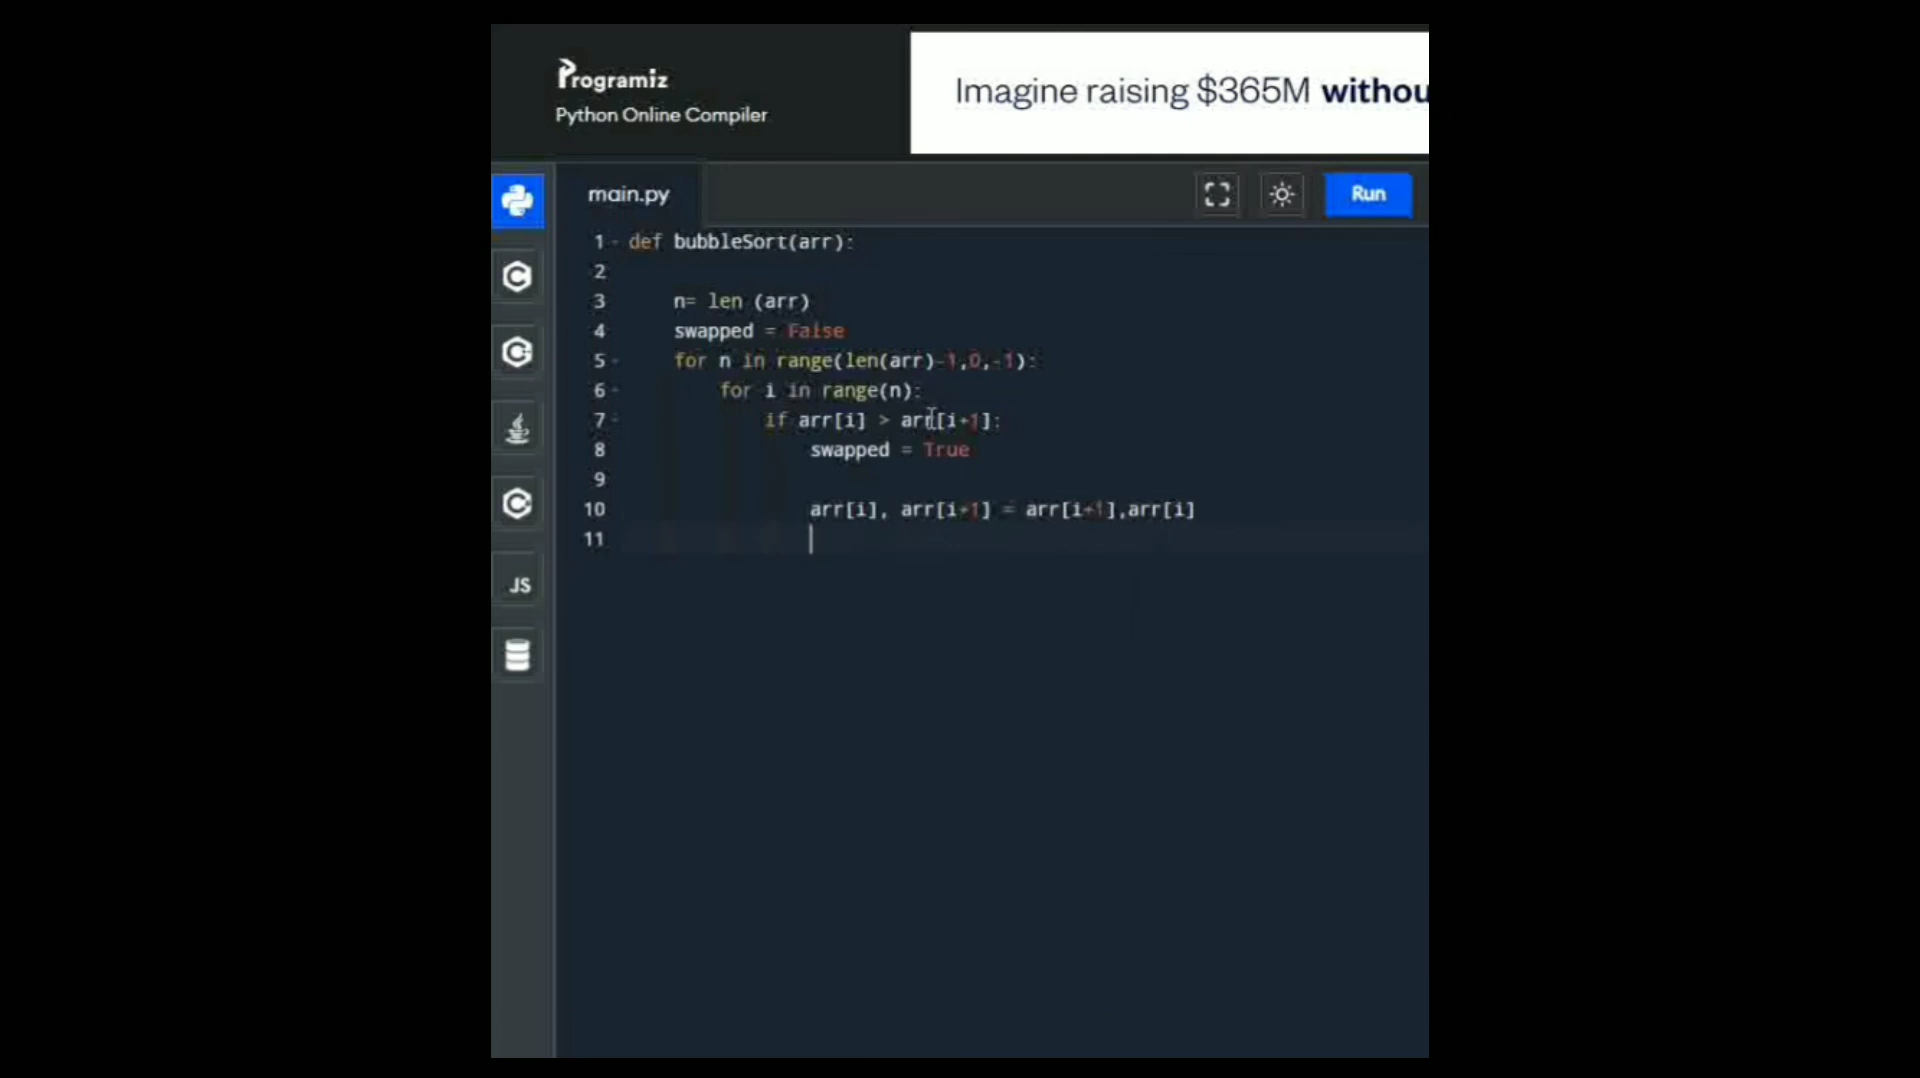 Programiz
Python Online Compiler
Imagine raising $365M withou
main.py
Run
1 def bubbleSort(arr):
2
3 n= len (arr)
4 swapped = False
5 for n in range(len(arr)-1,0,-1):
6 for i in range(n):
7 if arr[i] > arr[i+1]:
8 swapped = True
9
10 arr[i], arr[i+1] = arr[i+1],arr[i]
11
JS